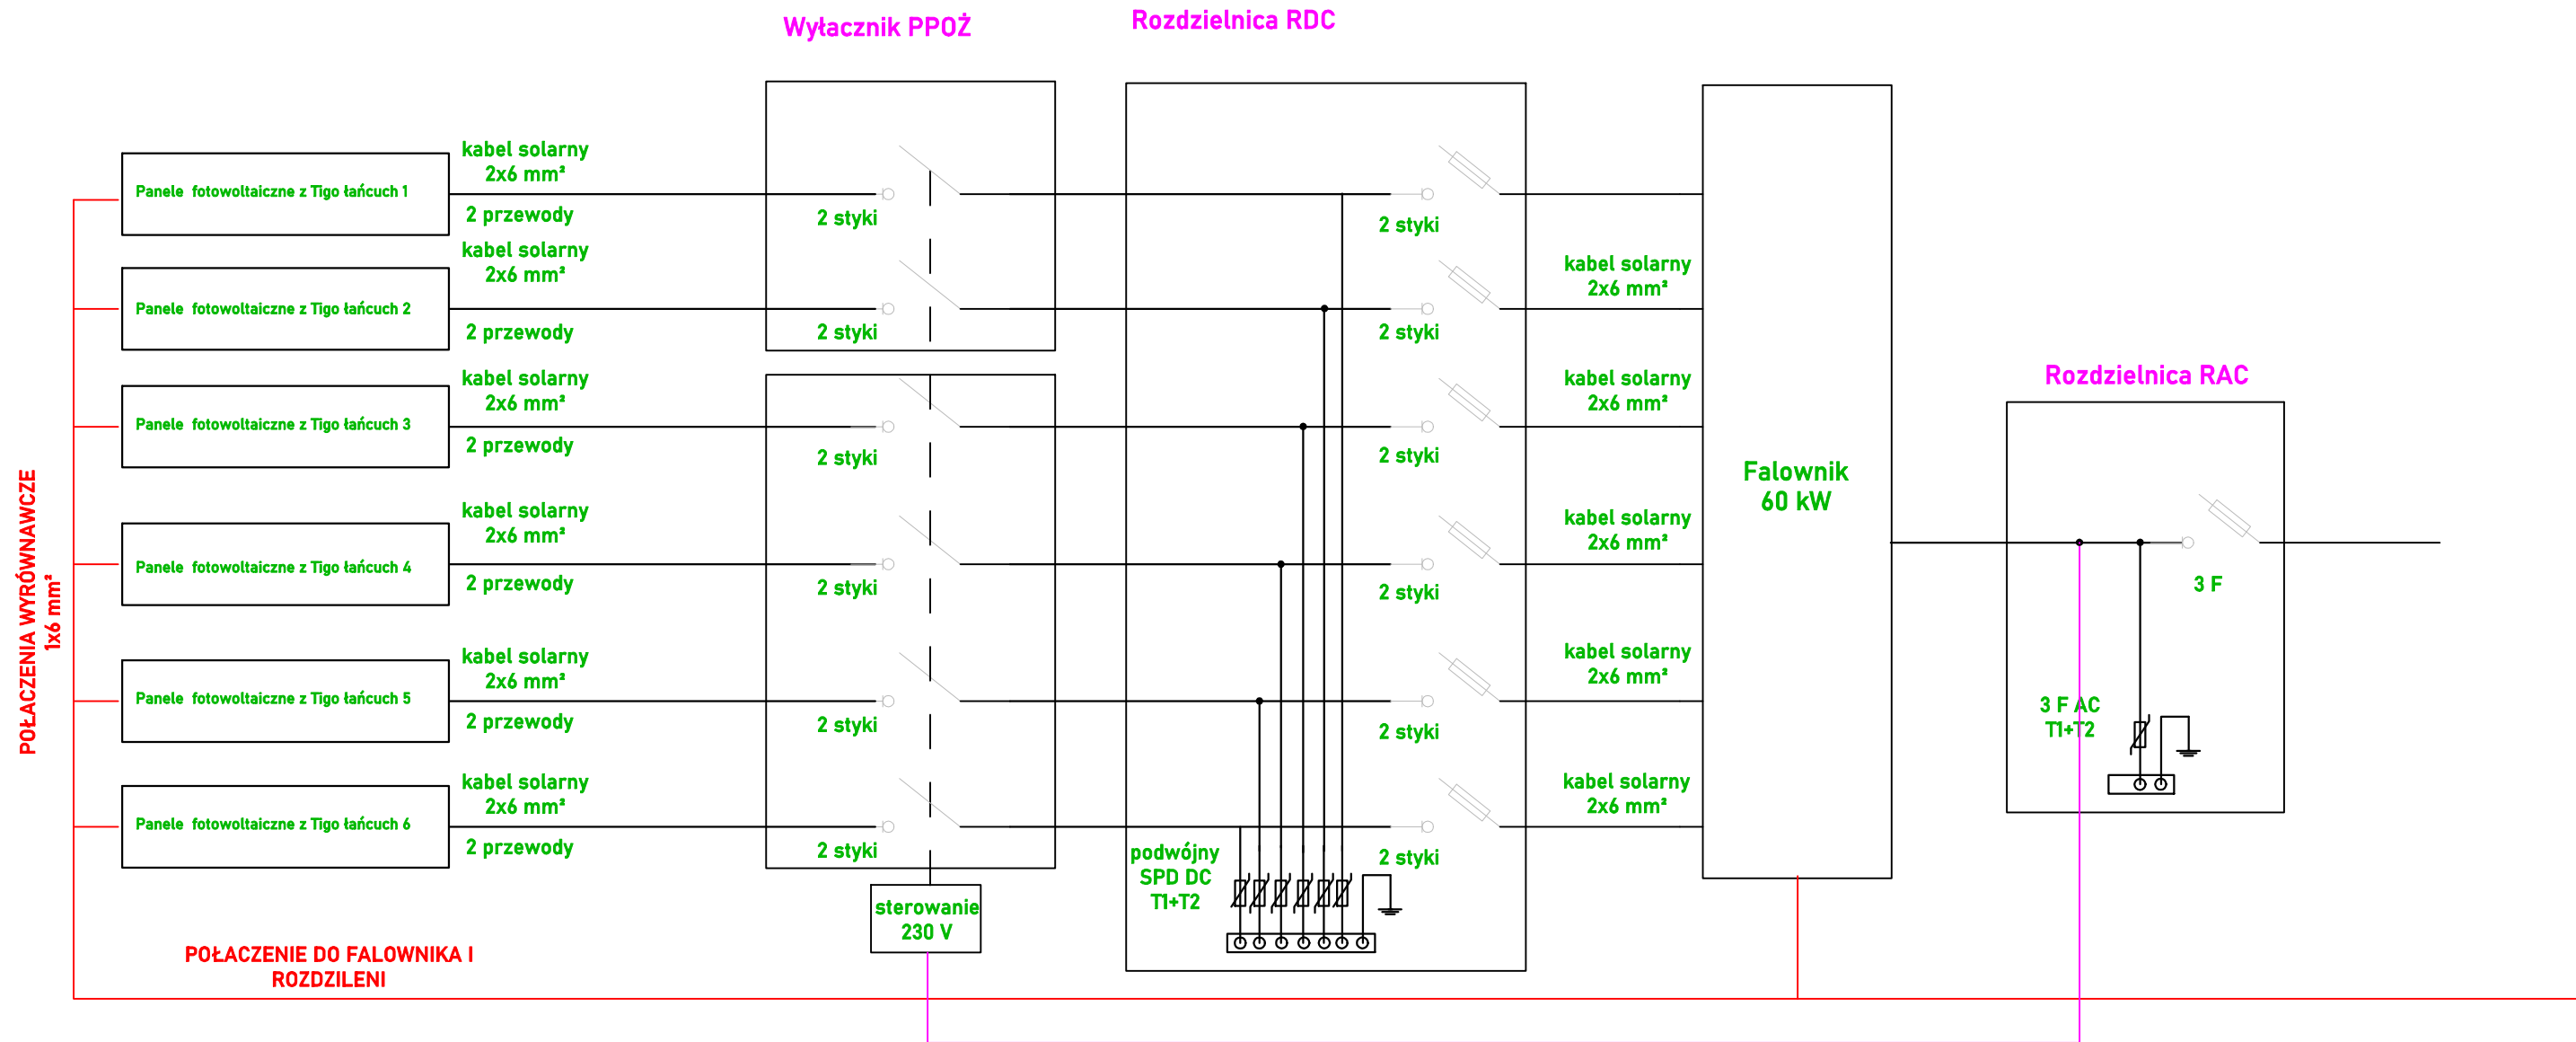 Wyłacznik PPOŻ
Rozdzielnica RDC
kabel solarny
2x6 mm²
Panele fotowoltaiczne z Tigo łańcuch 1
2 przewody
2 styki
2 styki
kabel solarny
2x6 mm²
kabel solarny
2x6 mm²
Panele fotowoltaiczne z Tigo łańcuch 2
2 przewody
2 styki
2 styki
kabel solarny
2x6 mm²
kabel solarny
2x6 mm²
Rozdzielnica RAC
Panele fotowoltaiczne z Tigo łańcuch 3
2 przewody
2 styki
2 styki
Falownik
60 kW
POŁACZENIA WYRÓWNAWCZE
1x6 mm²
kabel solarny
2x6 mm²
kabel solarny
2x6 mm²
Panele fotowoltaiczne z Tigo łańcuch 4
2 przewody
2 styki
2 styki
3 F
kabel solarny
2x6 mm²
kabel solarny
2x6 mm²
Panele fotowoltaiczne z Tigo łańcuch 5
2 przewody
2 styki
2 styki
3 F AC
T1+T2
kabel solarny
2x6 mm²
kabel solarny
2x6 mm²
Panele fotowoltaiczne z Tigo łańcuch 6
2 przewody
2 styki
2 styki
podwójny
SPD DC
T1+T2
sterowanie
230 V
POŁACZENIE DO FALOWNIKA I
ROZDZILENI